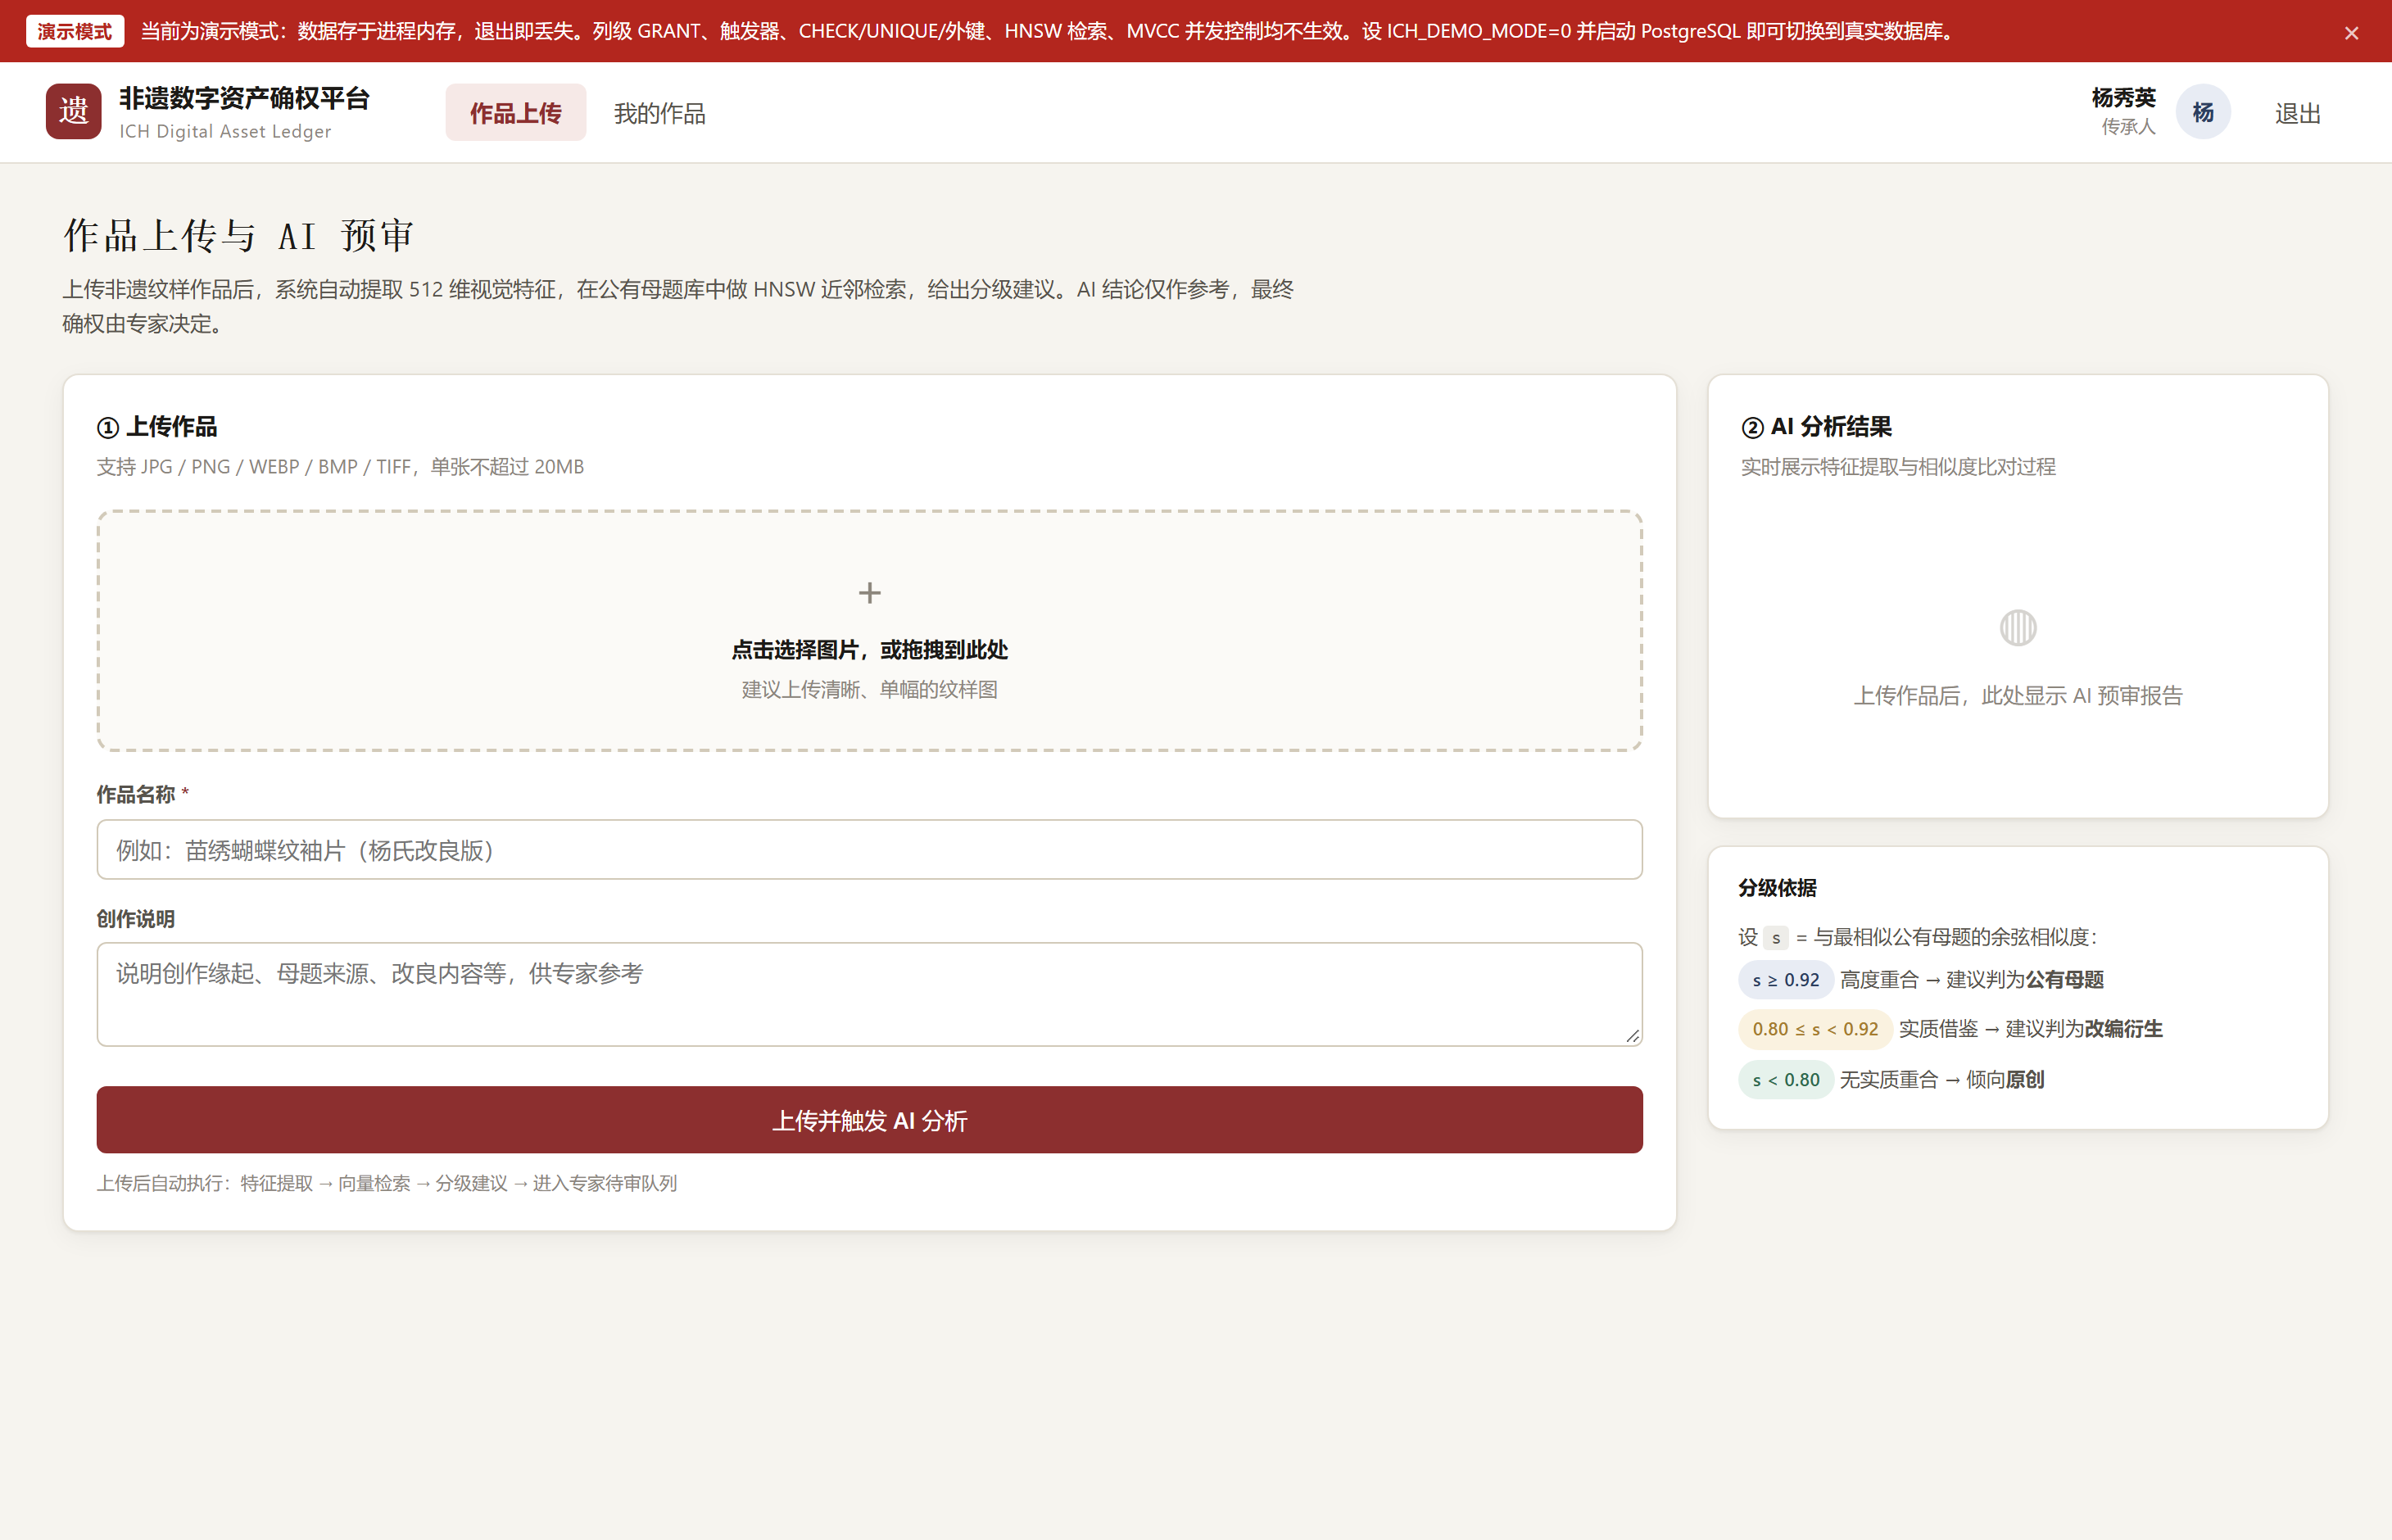 演示模式 当前为演示模式：数据存于进程内存，退出即丢失。列级 GRANT、触发器、CHECK/UNIQUE/外键、HNSW 检索、MVCC 并发控制均不生效。设 ICH_DEMO_MODE=0 并启动 PostgreSQL 即可切换到真实数据库。 ×
遗
非遗数字资产确权平台
ICH Digital Asset Ledger
作品上传
我的作品
杨秀英
传承人
杨
退出
作品上传与 AI 预审
上传非遗纹样作品后，系统自动提取 512 维视觉特征，在公有母题库中做 HNSW 近邻检索，给出分级建议。AI 结论仅作参考，最终
确权由专家决定。
① 上传作品
支持 JPG / PNG / WEBP / BMP / TIFF，单张不超过 20MB
+
点击选择图片，或拖拽到此处
建议上传清晰、单幅的纹样图
作品名称 *
例如：苗绣蝴蝶纹袖片（杨氏改良版）
创作说明
说明创作缘起、母题来源、改良内容等，供专家参考
上传并触发 AI 分析
上传后自动执行：特征提取 → 向量检索 → 分级建议 → 进入专家待审队列
② AI 分析结果
实时展示特征提取与相似度比对过程
上传作品后，此处显示 AI 预审报告
分级依据
设 s = 与最相似公有母题的余弦相似度：
s ≥ 0.92 高度重合 → 建议判为公有母题
0.80 ≤ s < 0.92 实质借鉴 → 建议判为改编衍生
s < 0.80 无实质重合 → 倾向原创